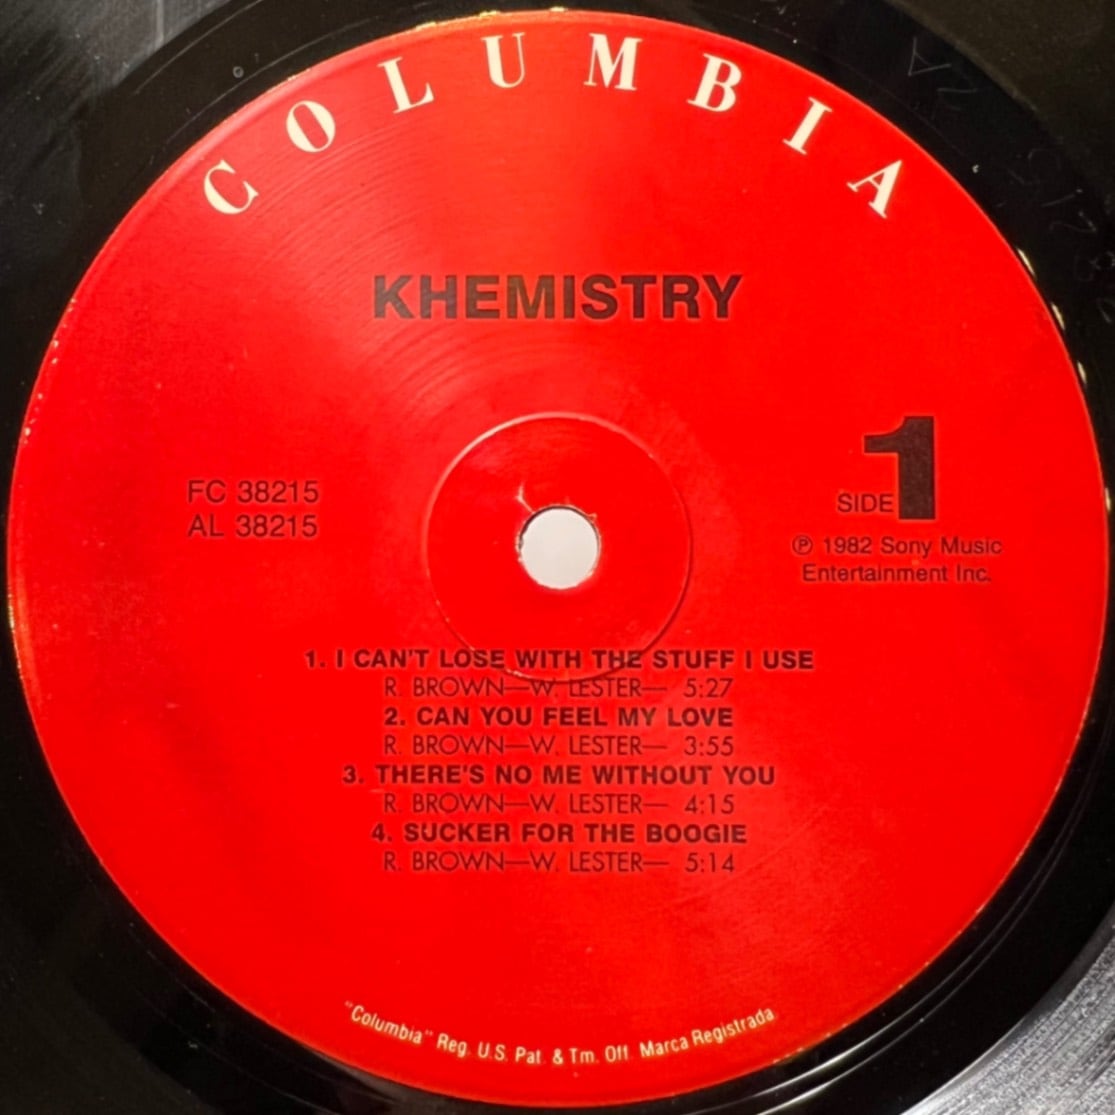 COLUMBIA
KHEMISTRY
FC 38215
AL 38215
SIDE 1
℗ 1982 Sony Music
Entertainment Inc.
1. I CAN'T LOSE WITH THE STUFF I USE
R. BROWN—W. LESTER— 5:27
2. CAN YOU FEEL MY LOVE
R. BROWN—W. LESTER— 3:55
3. THERE'S NO ME WITHOUT YOU
R. BROWN—W. LESTER— 4:15
4. SUCKER FOR THE BOOGIE
R. BROWN—W. LESTER— 5:14
"Columbia" Reg. U.S. Pat. & Tm. Off. Marca Registrada